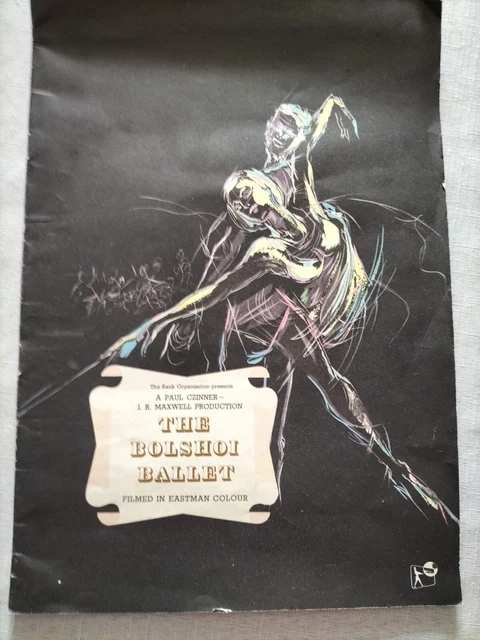 The Rank Organisation presents
A PAUL CZINNER—
I. R. MAXWELL PRODUCTION
THE
BOLSHOI
BALLET
FILMED IN EASTMAN COLOUR